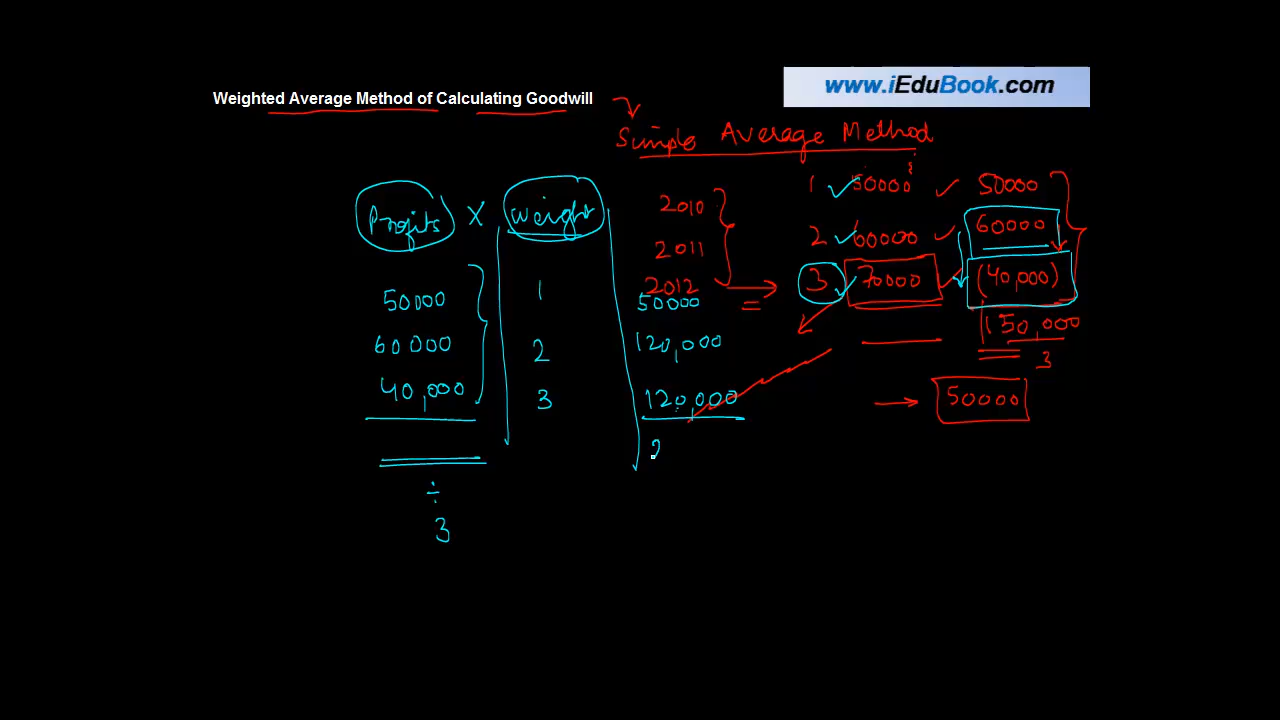 www.iEduBook.com
Weighted Average Method of Calculating Goodwill
Simple Average Method
Profits X Weight
50000 1 50000
60000 2 120,000
40,000 3 120,000
2
÷
3
2010
2011
2012
1 50000 50000
2 60000 60000
3 70000 (40,000)
=
150,000
3
50000